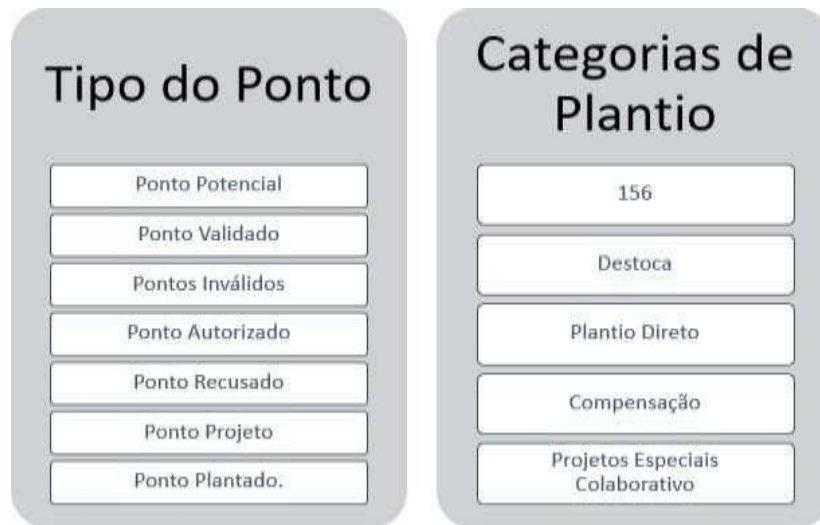 Tipo do Ponto
Ponto Potencial
Ponto Validado
Pontos Inválidos
Ponto Autorizado
Ponto Recusado
Ponto Projeto
Ponto Plantado.
Categorias de
Plantio
156
Destoca
Plantio Direto
Compensação
Projetos Especiais
Colaborativo